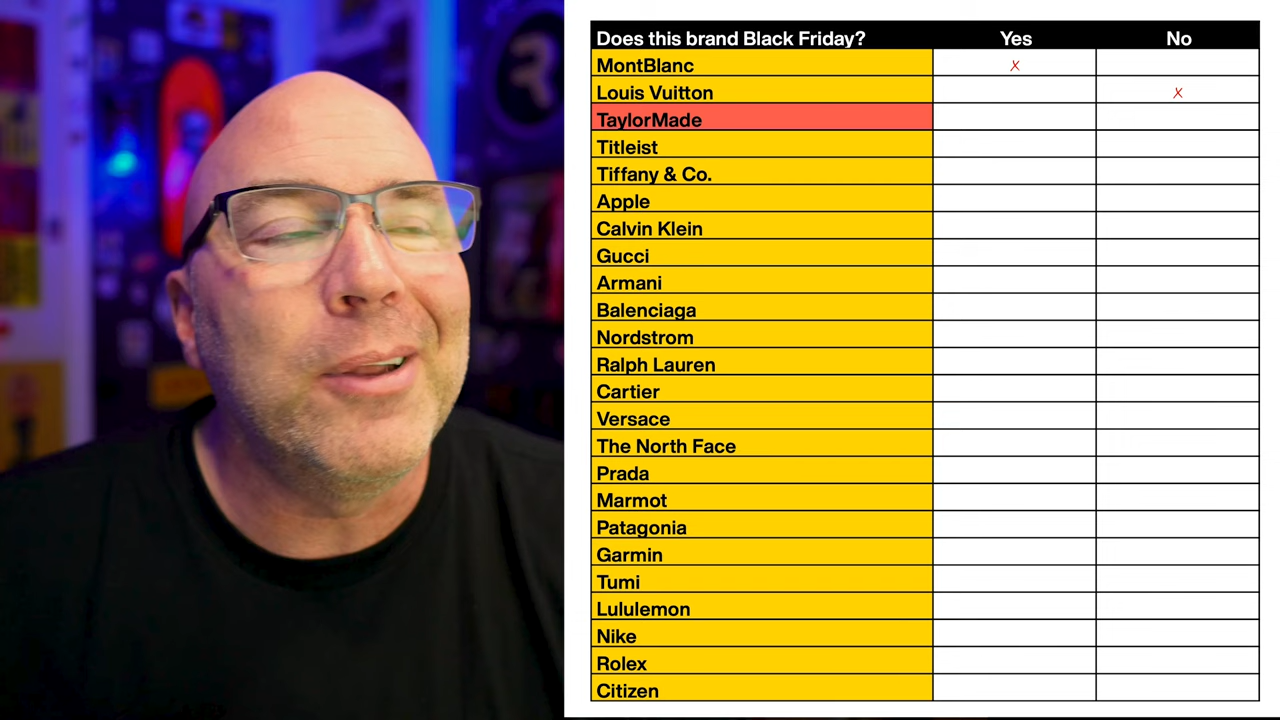 Does this brand Black Friday? Yes No
MontBlanc X
Louis Vuitton X
TaylorMade
Titleist
Tiffany & Co.
Apple
Calvin Klein
Gucci
Armani
Balenciaga
Nordstrom
Ralph Lauren
Cartier
Versace
The North Face
Prada
Marmot
Patagonia
Garmin
Tumi
Lululemon
Nike
Rolex
Citizen